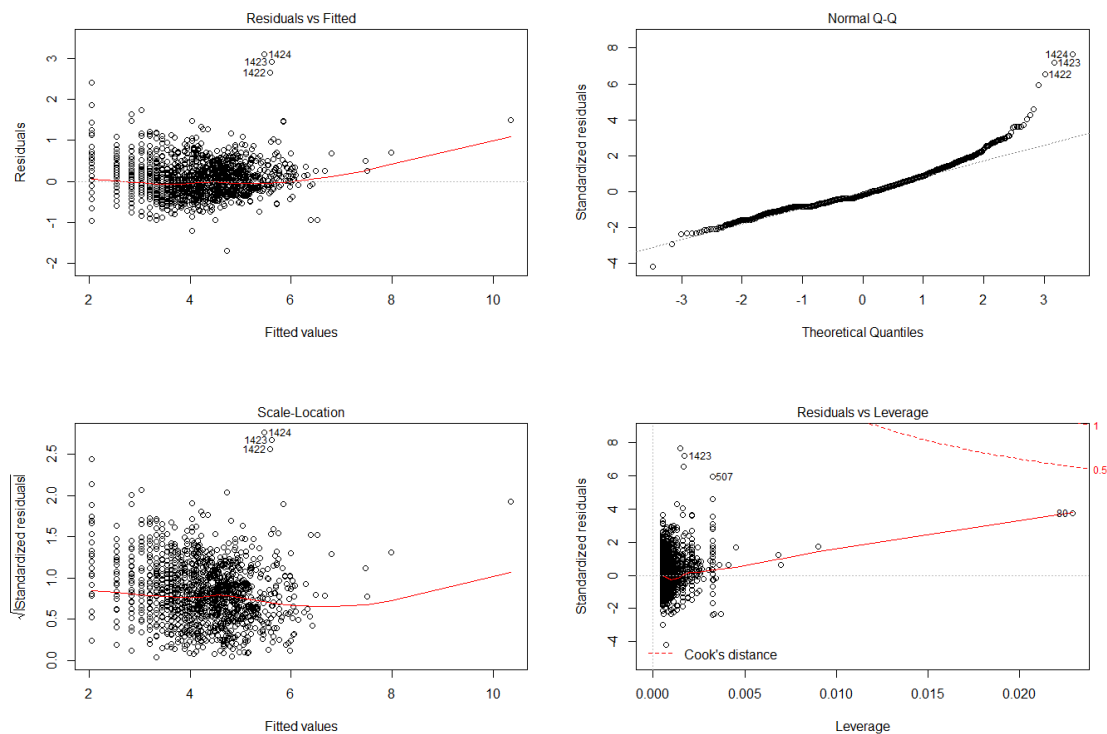 Residuals vs Fitted
Residuals
3
2
1
0
-1
-2
1424
1423
1422
2 4 6 8 10
Fitted values
Normal Q-Q
Standardized residuals
8
6
4
2
0
-2
-4
1424
1423
1422
-3 -2 -1 0 1 2 3
Theoretical Quantiles
Scale-Location
√|Standardized residuals|
2.5
2.0
1.5
1.0
0.5
0.0
1424
1423
1422
2 4 6 8 10
Fitted values
Residuals vs Leverage
Standardized residuals
8
6
4
2
0
-2
-4
1423
507
80
1
0.5
Cook's distance
0.000 0.005 0.010 0.015 0.020
Leverage